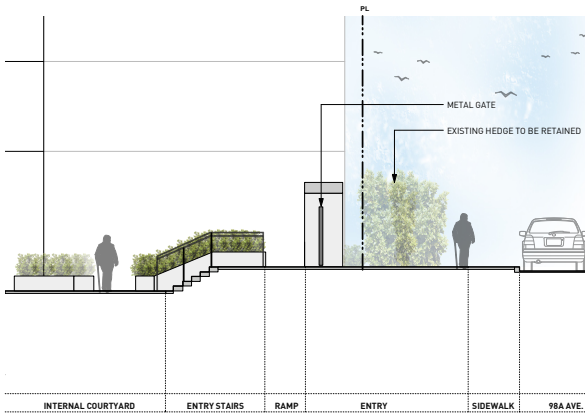 PL
METAL GATE
EXISTING HEDGE TO BE RETAINED
INTERNAL COURTYARD
ENTRY STAIRS
RAMP
ENTRY
SIDEWALK
98A AVE.